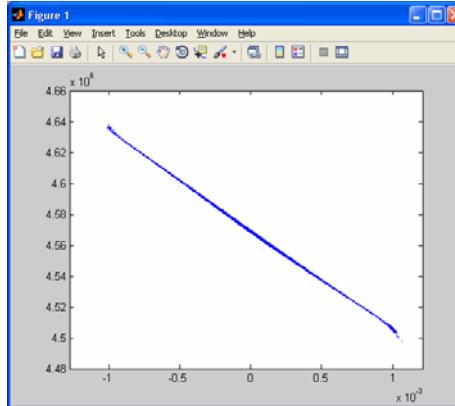 Figure 1
File Edit View Insert Tools Desktop Window Help
x 10^8
4.66
4.64
4.62
4.6
4.58
4.56
4.54
4.52
4.5
4.48
-1 -0.5 0 0.5 1
x 10^-3